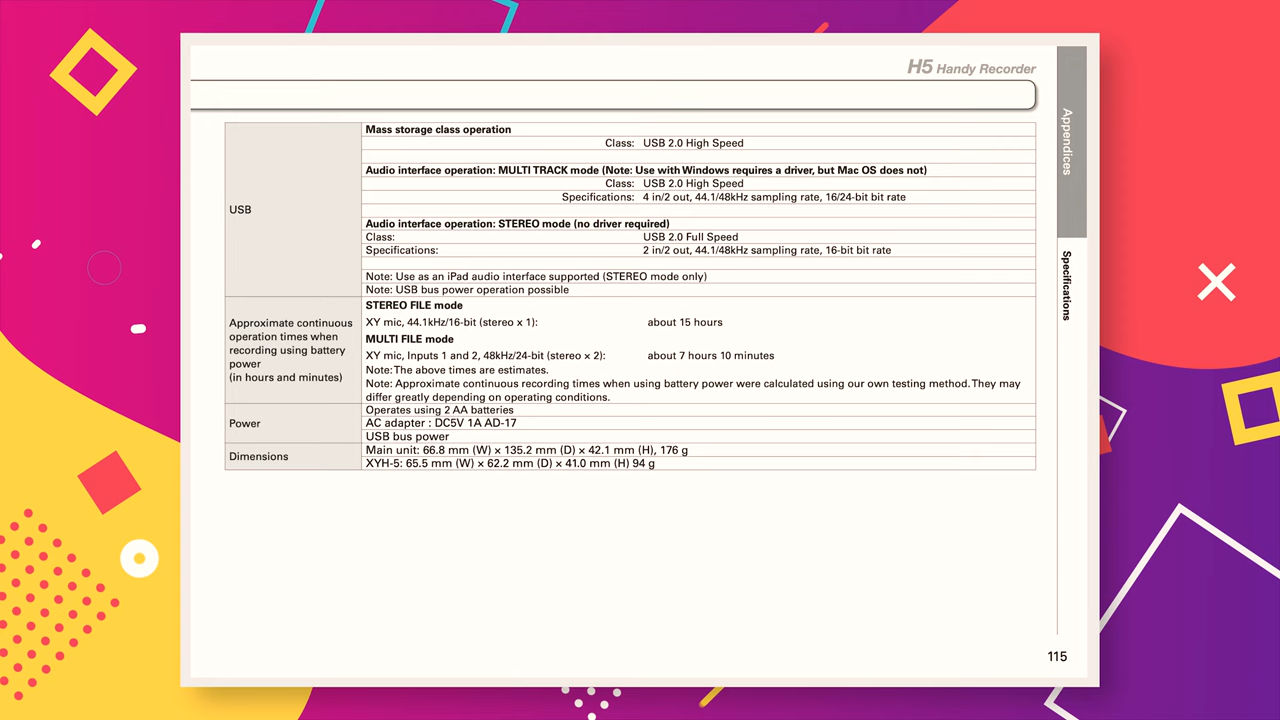 H5 Handy Recorder
Appendices
Specifications
USB
Mass storage class operation
Class: USB 2.0 High Speed
Audio interface operation: MULTI TRACK mode (Note: Use with Windows requires a driver, but Mac OS does not)
Class: USB 2.0 High Speed
Specifications: 4 in/2 out, 44.1/48kHz sampling rate, 16/24-bit bit rate
Audio interface operation: STEREO mode (no driver required)
Class: USB 2.0 Full Speed
Specifications: 2 in/2 out, 44.1/48kHz sampling rate, 16-bit bit rate
Note: Use as an iPad audio interface supported (STEREO mode only)
Note: USB bus power operation possible
Approximate continuous
operation times when
recording using battery
power
(in hours and minutes)
STEREO FILE mode
XY mic, 44.1kHz/16-bit (stereo x 1): about 15 hours
MULTI FILE mode
XY mic, Inputs 1 and 2, 48kHz/24-bit (stereo × 2): about 7 hours 10 minutes
Note: The above times are estimates.
Note: Approximate continuous recording times when using battery power were calculated using our own testing method. They may
differ greatly depending on operating conditions.
Power
Operates using 2 AA batteries
AC adapter : DC5V 1A AD-17
USB bus power
Dimensions
Main unit: 66.8 mm (W) × 135.2 mm (D) × 42.1 mm (H), 176 g
XYH-5: 65.5 mm (W) × 62.2 mm (D) × 41.0 mm (H) 94 g
115